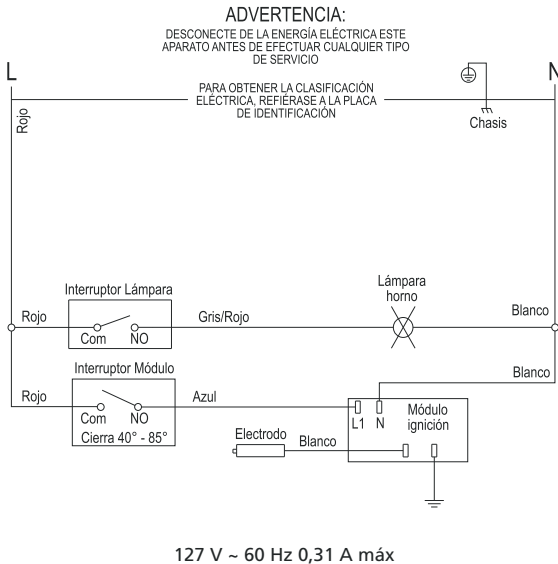 ADVERTENCIA:
DESCONECTE DE LA ENERGÍA ELÉCTRICA ESTE
APARATO ANTES DE EFECTUAR CUALQUIER TIPO
DE SERVICIO
L
N
PARA OBTENER LA CLASIFICACIÓN
ELÉCTRICA, REFIÉRASE A LA PLACA
DE IDENTIFICACIÓN
Chasis
Rojo
Interruptor Lámpara
Lámpara
horno
Rojo
Com
NO
Gris/Rojo
Blanco
Interruptor Módulo
Blanco
Rojo
Com
NO
Cierra 40° - 85°
Azul
L1
N
Módulo
ignición
Electrodo
Blanco
127 V ~ 60 Hz 0,31 A máx